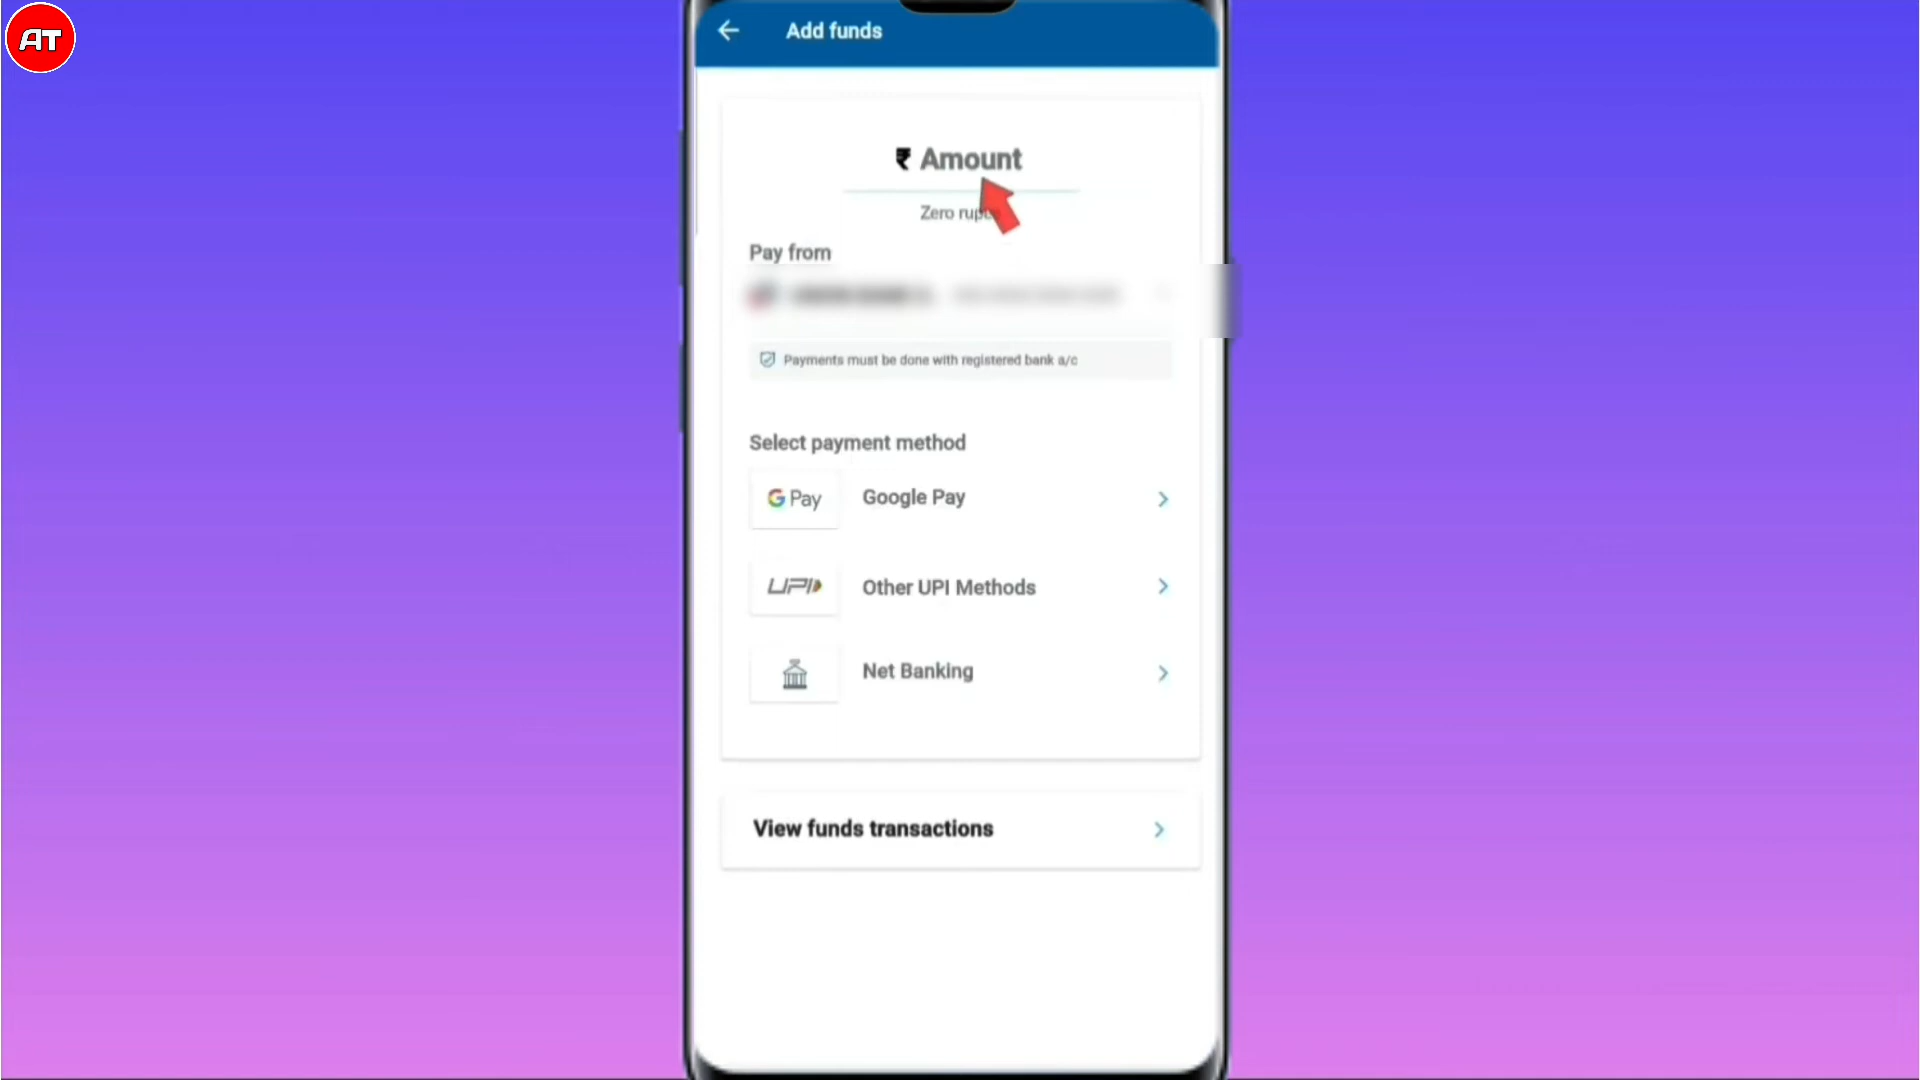 AT
Add funds
₹ Amount
Zero
Pay from
Payments must be done with registered bank a/c
Select payment method
G Pay Google Pay
UPI Other UPI Methods
Net Banking
View funds transactions